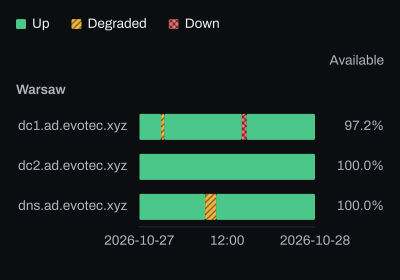 Up Degraded Down
Available
Warsaw
dc1.ad.evotec.xyz 97.2%
dc2.ad.evotec.xyz 100.0%
dns.ad.evotec.xyz 100.0%
2026-10-27 12:00 2026-10-28